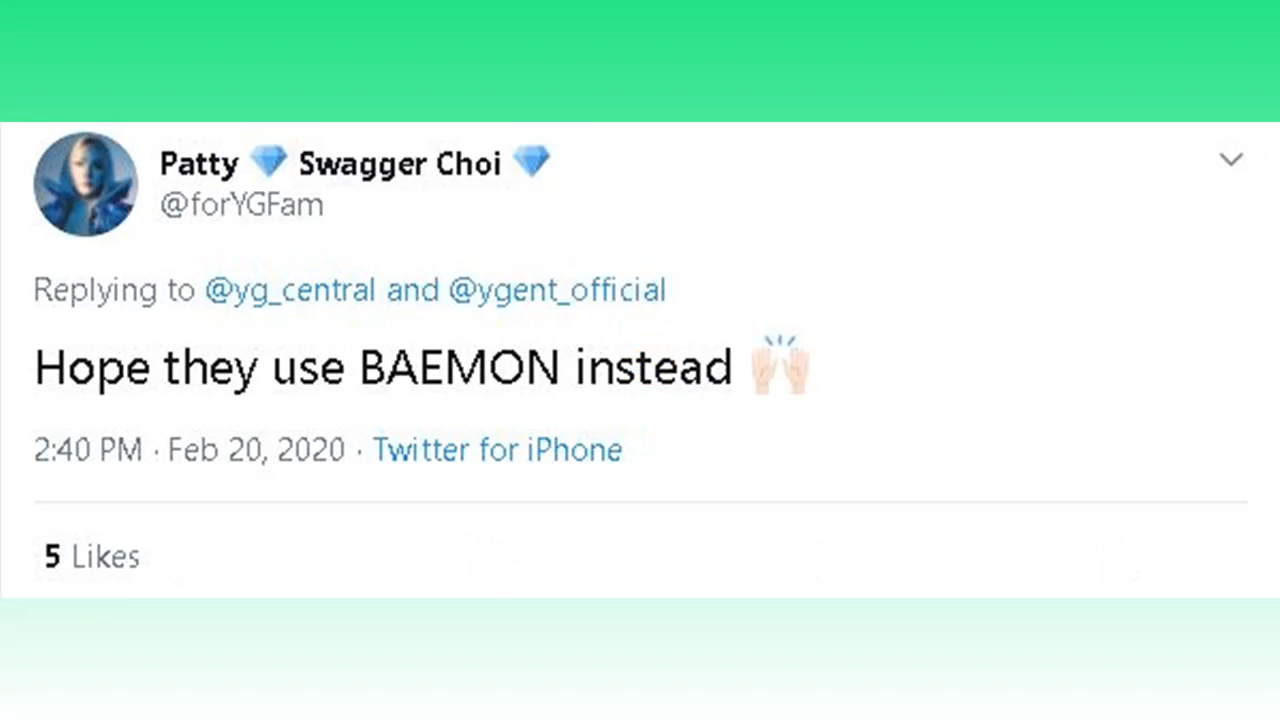 Patty 💎 Swagger Choi 💎
@forYGFam
Replying to @yg_central and @ygent_official
Hope they use BAEMON instead 🙌🏻
2:40 PM · Feb 20, 2020 · Twitter for iPhone
5 Likes